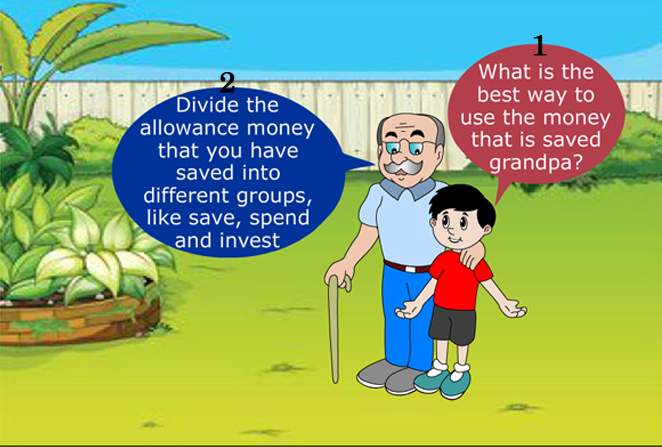 1
What is the
best way to
use the money
that is saved
grandpa?
2
Divide the
allowance money
that you have
saved into
different groups,
like save, spend
and invest